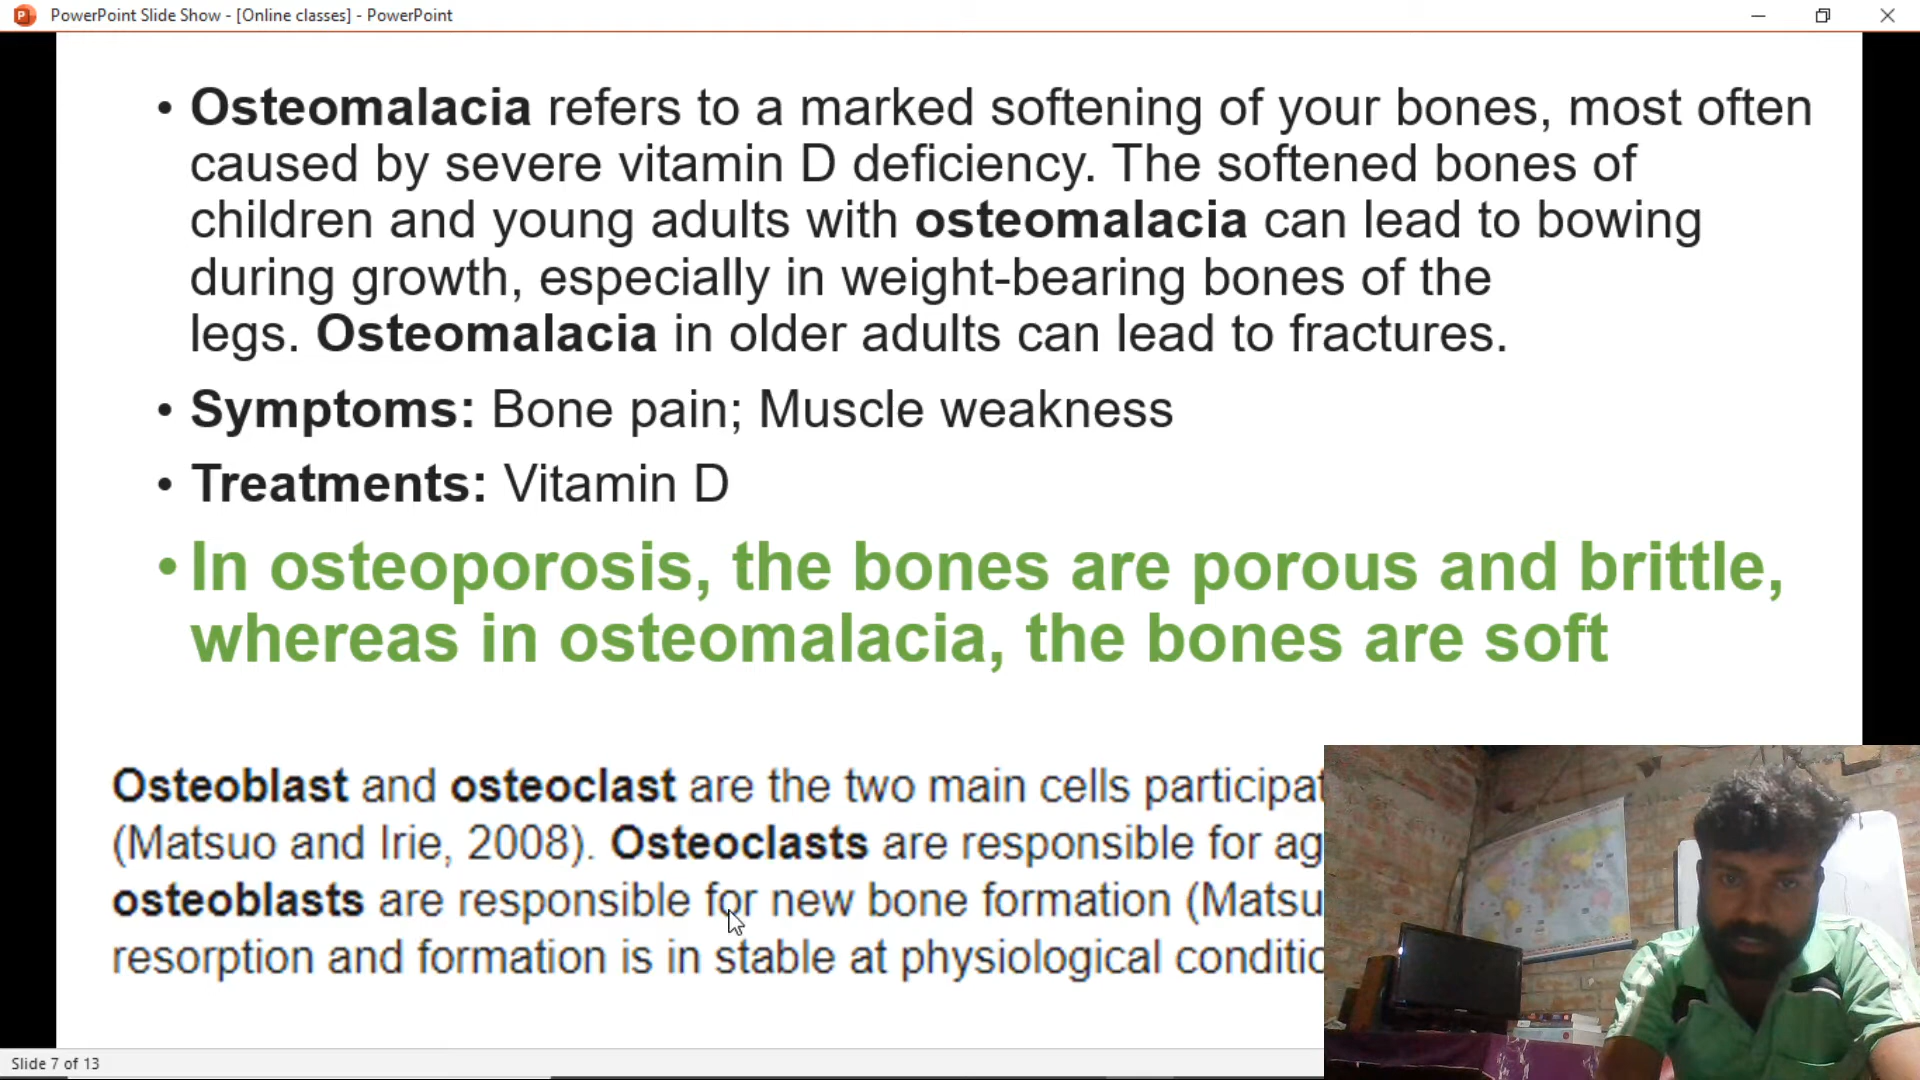 PowerPoint Slide Show - [Online classes] - PowerPoint
• Osteomalacia refers to a marked softening of your bones, most often
caused by severe vitamin D deficiency. The softened bones of
children and young adults with osteomalacia can lead to bowing
during growth, especially in weight-bearing bones of the
legs. Osteomalacia in older adults can lead to fractures.
• Symptoms: Bone pain; Muscle weakness
• Treatments: Vitamin D
• In osteoporosis, the bones are porous and brittle,
whereas in osteomalacia, the bones are soft
Osteoblast and osteoclast are the two main cells participat
(Matsuo and Irie, 2008). Osteoclasts are responsible for ag
osteoblasts are responsible for new bone formation (Matsu
resorption and formation is in stable at physiological conditic
Slide 7 of 13